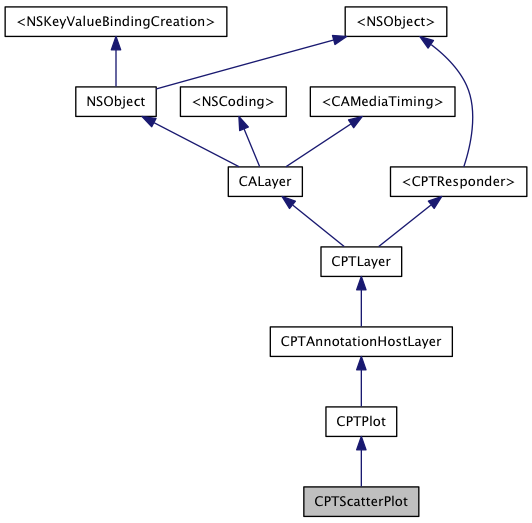 <NSKeyValueBindingCreation>
<NSObject>
NSObject
<NSCoding>
<CAMediaTiming>
CALayer
<CPTResponder>
CPTLayer
CPTAnnotationHostLayer
CPTPlot
CPTScatterPlot